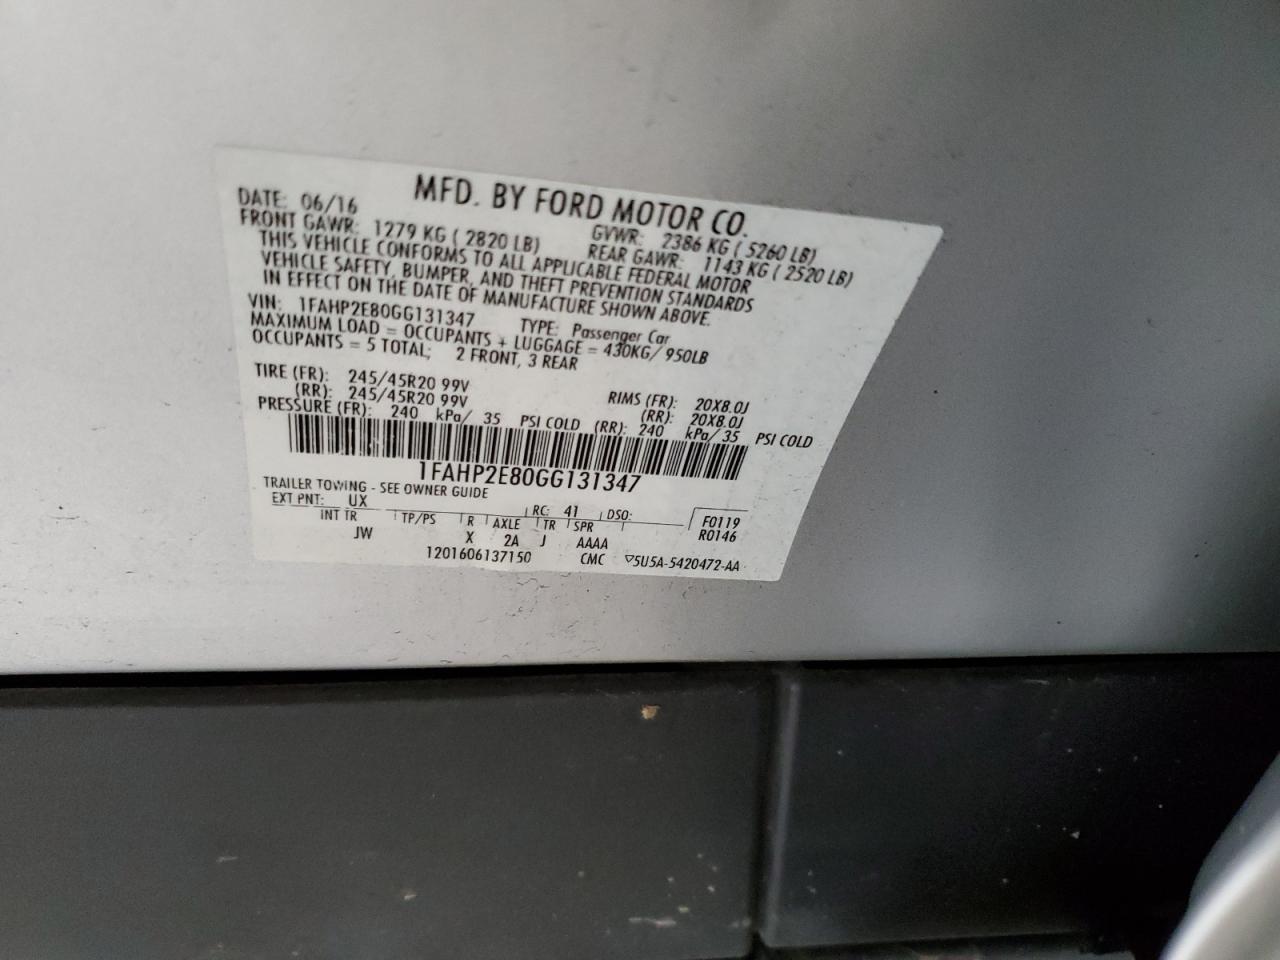 MFD. BY FORD MOTOR CO.
DATE: 06/16 GVWR: 2386 KG ( 5260 LB)
FRONT GAWR: 1279 KG ( 2820 LB) REAR GAWR: 1143 KG ( 2520 LB)
THIS VEHICLE CONFORMS TO ALL APPLICABLE FEDERAL MOTOR
VEHICLE SAFETY, BUMPER, AND THEFT PREVENTION STANDARDS
IN EFFECT ON THE DATE OF MANUFACTURE SHOWN ABOVE.
VIN: 1FAHP2E80GG131347 TYPE: Passenger Car
MAXIMUM LOAD = OCCUPANTS + LUGGAGE = 430KG/ 950LB
OCCUPANTS = 5 TOTAL; 2 FRONT, 3 REAR
TIRE (FR): 245/45R20 99V RIMS (FR): 20X8.0J
(RR): 245/45R20 99V (RR): 20X8.0J
PRESSURE (FR): 240 kPa/ 35 PSI COLD (RR): 240 kPa/ 35 PSI COLD
1FAHP2E80GG131347
TRAILER TOWING - SEE OWNER GUIDE
EXT PNT: UX RC: 41 DSO: F0119
INT TR TP/PS R AXLE TR SPR R0146
JW X 2A J AAAA
1201606137150 CMC ▽5U5A-5420472-AA